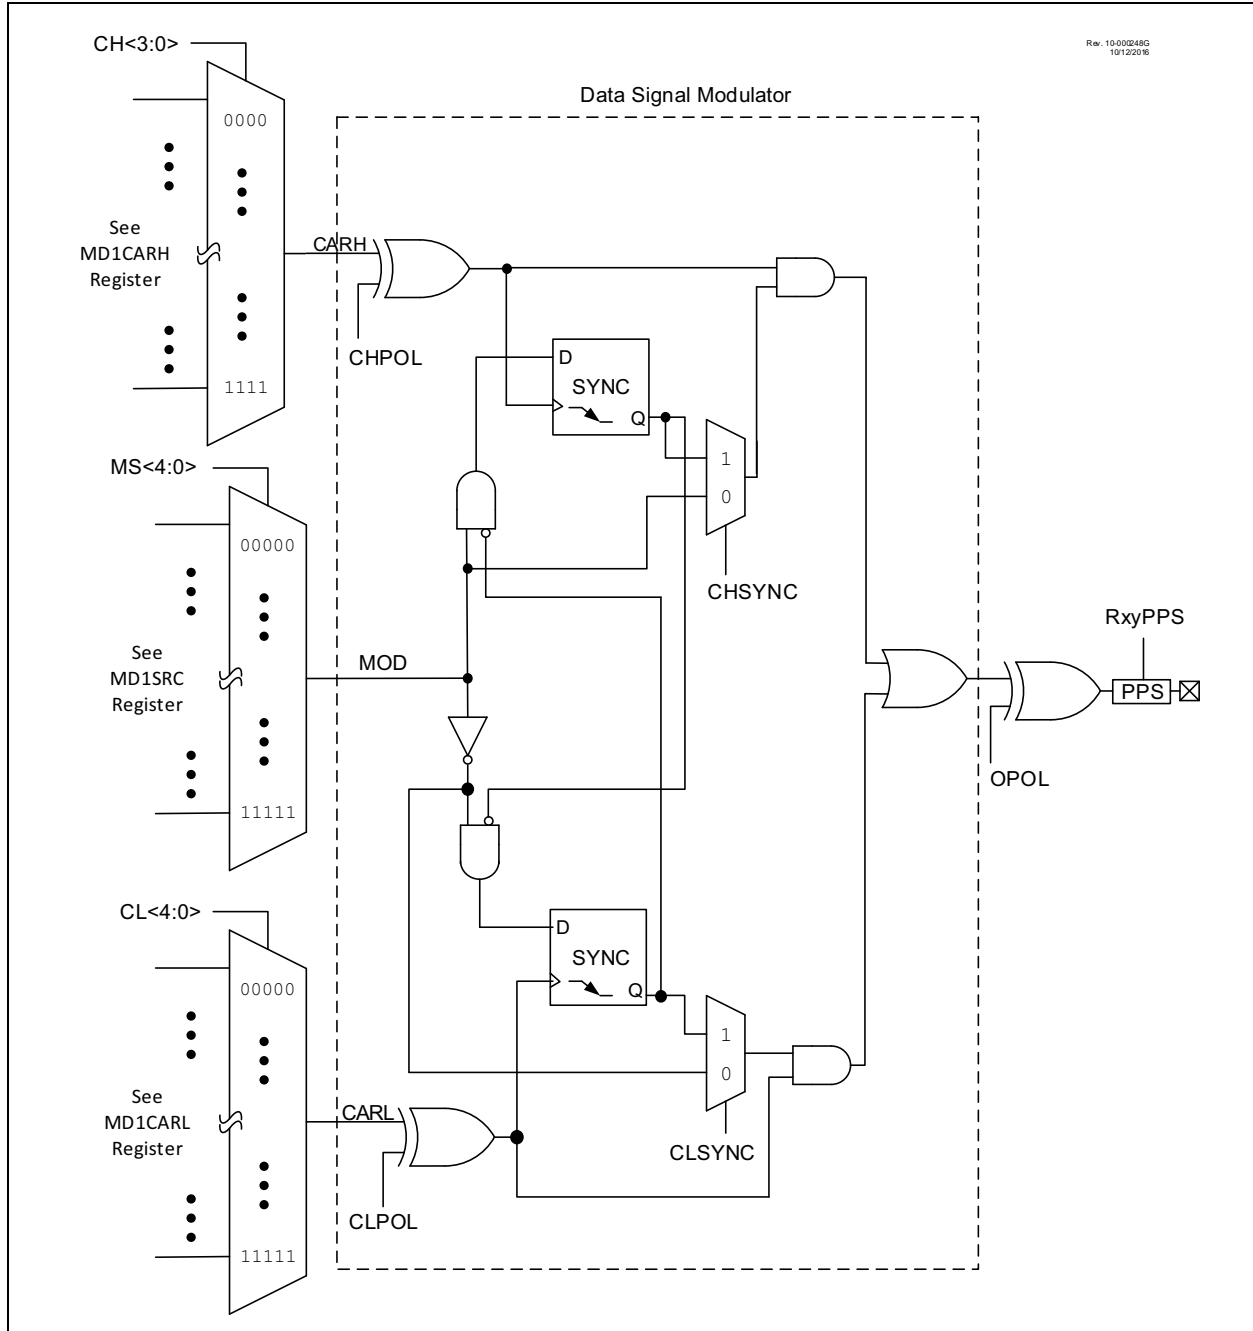 CH<3:0>
Rev. 10-000248G
10/12/2016
Data Signal Modulator
0000
See
MD1CARH
Register
CARH
1111
CHPOL
D
SYNC
Q
1
0
CHSYNC
MS<4:0>
00000
See
MD1SRC
Register
MOD
11111
RxyPPS
PPS
OPOL
CL<4:0>
00000
D
SYNC
Q
1
0
CLSYNC
See
MD1CARL
Register
CARL
CLPOL
11111